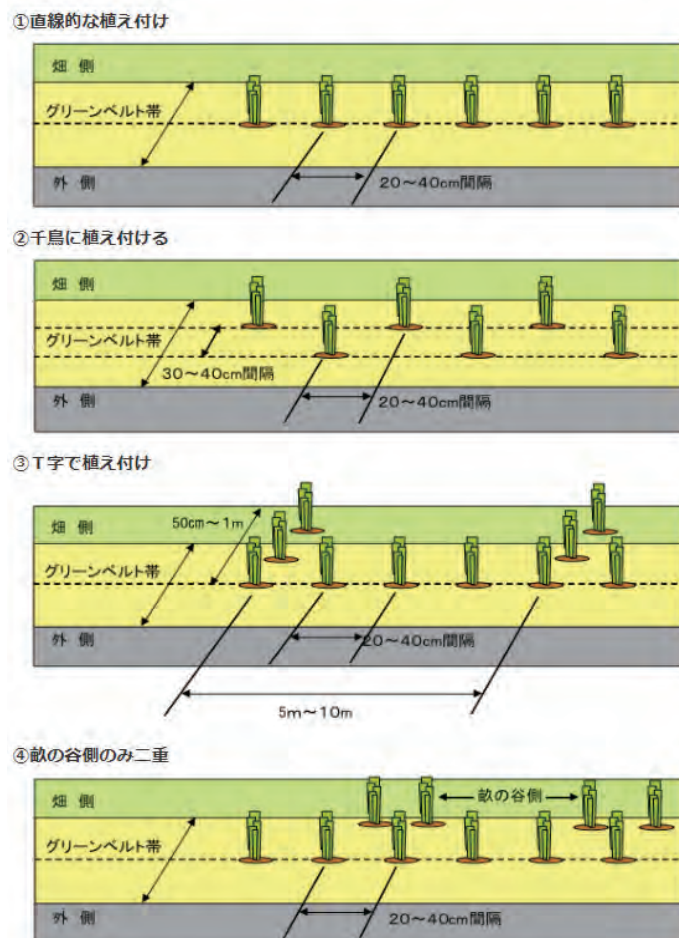 ①直線的な植え付け
畑 側
グリーンベルト帯
外 側
20～40cm間隔
②千鳥に植え付ける
畑 側
グリーンベルト帯
30～40cm間隔
外 側
20～40cm間隔
③T字で植え付け
50cm～1m
畑 側
グリーンベルト帯
外 側
20～40cm間隔
5m～10m
④畝の谷側のみ二重
畑 側
畝の谷側
グリーンベルト帯
外 側
20～40cm間隔